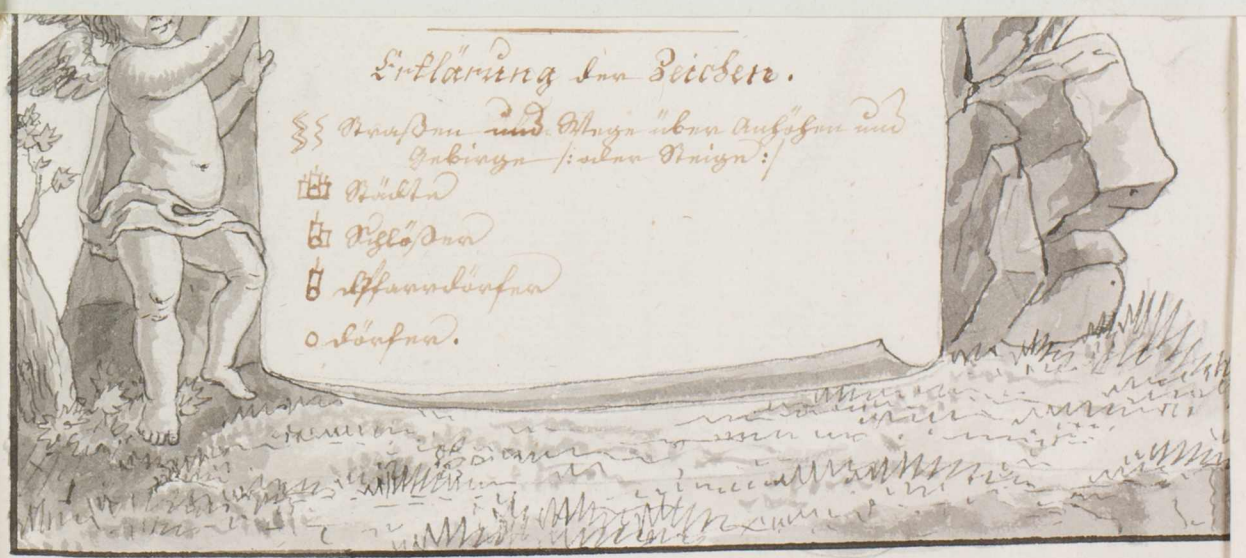 Erklärung der Zeichen.
Straßen und Wege über Anhöhen und
Gebirge /: oder Steige :/
Städte
Schlößer
Pfarrdörfer
dörfer.